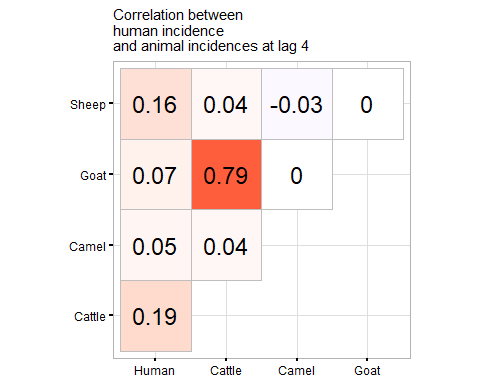 Correlation between
human incidence
and animal incidences at lag 4
Sheep 0.16 0.04 -0.03 0
Goat 0.07 0.79 0
Camel 0.05 0.04
Cattle 0.19
Human Cattle Camel Goat